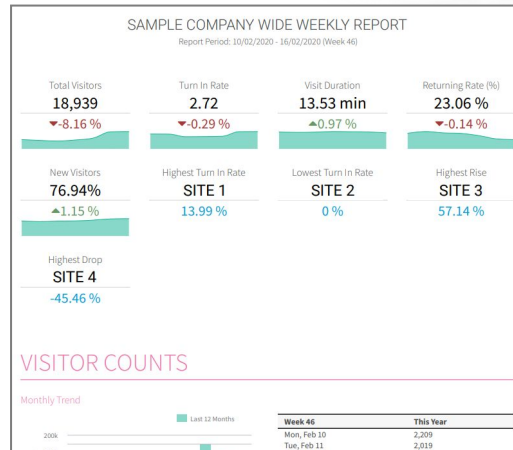 SAMPLE COMPANY WIDE WEEKLY REPORT
Report Period: 10/02/2020 - 16/02/2020 (Week 46)
Total Visitors
18,939
▼-8.16 %
Turn In Rate
2.72
▼-0.29 %
Visit Duration
13.53 min
▲0.97 %
Returning Rate (%)
23.06 %
▼-0.14 %
New Visitors
76.94%
▲1.15 %
Highest Turn In Rate
SITE 1
13.99 %
Lowest Turn In Rate
SITE 2
0 %
Highest Rise
SITE 3
57.14 %
Highest Drop
SITE 4
-45.46 %
VISITOR COUNTS
Monthly Trend
Last 12 Months
200k
Week 46 This Year
Mon, Feb 10 2,209
Tue, Feb 11 2,019